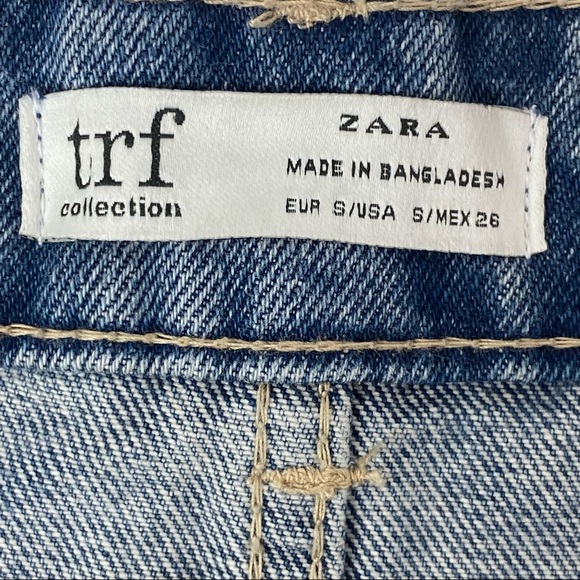 trf
collection
ZARA
MADE IN BANGLADESH
EUR S/USA S/MEX 26